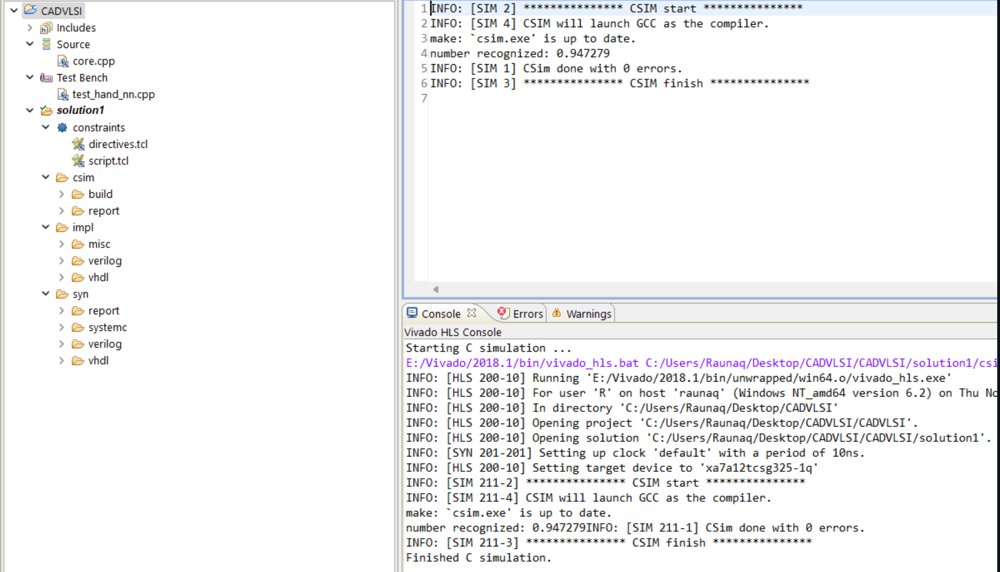 CADVLSI
Includes
Source
core.cpp
Test Bench
test_hand_nn.cpp
solution1
constraints
directives.tcl
script.tcl
csim
build
report
impl
misc
verilog
vhdl
syn
report
systemc
verilog
vhdl
1 INFO: [SIM 2] *************** CSIM start ***************
2 INFO: [SIM 4] CSIM will launch GCC as the compiler.
3 make: `csim.exe' is up to date.
4 number recognized: 0.947279
5 INFO: [SIM 1] CSim done with 0 errors.
6 INFO: [SIM 3] *************** CSIM finish ***************
7
Console Errors Warnings
Vivado HLS Console
Starting C simulation ...
E:/Vivado/2018.1/bin/vivado_hls.bat C:/Users/Raunaq/Desktop/CADVLSI/CADVLSI/solution1/csi
INFO: [HLS 200-10] Running 'E:/Vivado/2018.1/bin/unwrapped/win64.o/vivado_hls.exe'
INFO: [HLS 200-10] For user 'R' on host 'raunaq' (Windows NT_amd64 version 6.2) on Thu No
INFO: [HLS 200-10] In directory 'C:/Users/Raunaq/Desktop/CADVLSI'
INFO: [HLS 200-10] Opening project 'C:/Users/Raunaq/Desktop/CADVLSI/CADVLSI'.
INFO: [HLS 200-10] Opening solution 'C:/Users/Raunaq/Desktop/CADVLSI/CADVLSI/solution1'.
INFO: [SYN 201-201] Setting up clock 'default' with a period of 10ns.
INFO: [HLS 200-10] Setting target device to 'xa7a12tcsg325-1q'
INFO: [SIM 211-2] *************** CSIM start ***************
INFO: [SIM 211-4] CSIM will launch GCC as the compiler.
make: `csim.exe' is up to date.
number recognized: 0.947279INFO: [SIM 211-1] CSim done with 0 errors.
INFO: [SIM 211-3] *************** CSIM finish ***************
Finished C simulation.